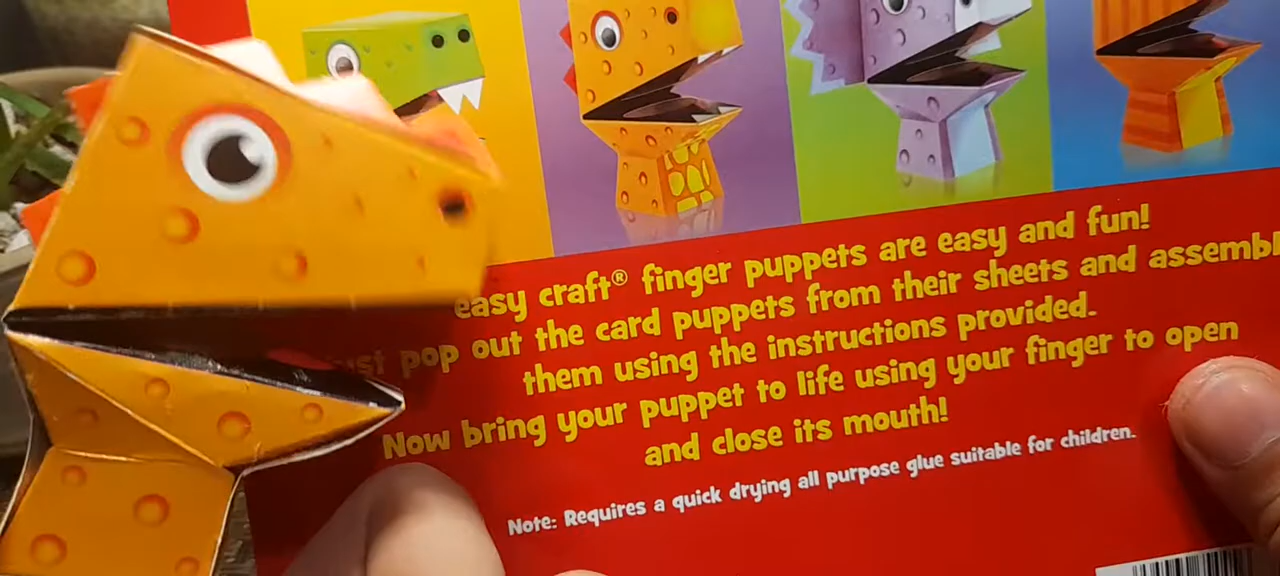 easy craft® finger puppets are easy and fun!
pop out the card puppets from their sheets and
them using the instructions provided.
Now bring your puppet to life using your finger to open
and close its mouth!
Note: Requires a quick drying all purpose glue suitable for children.